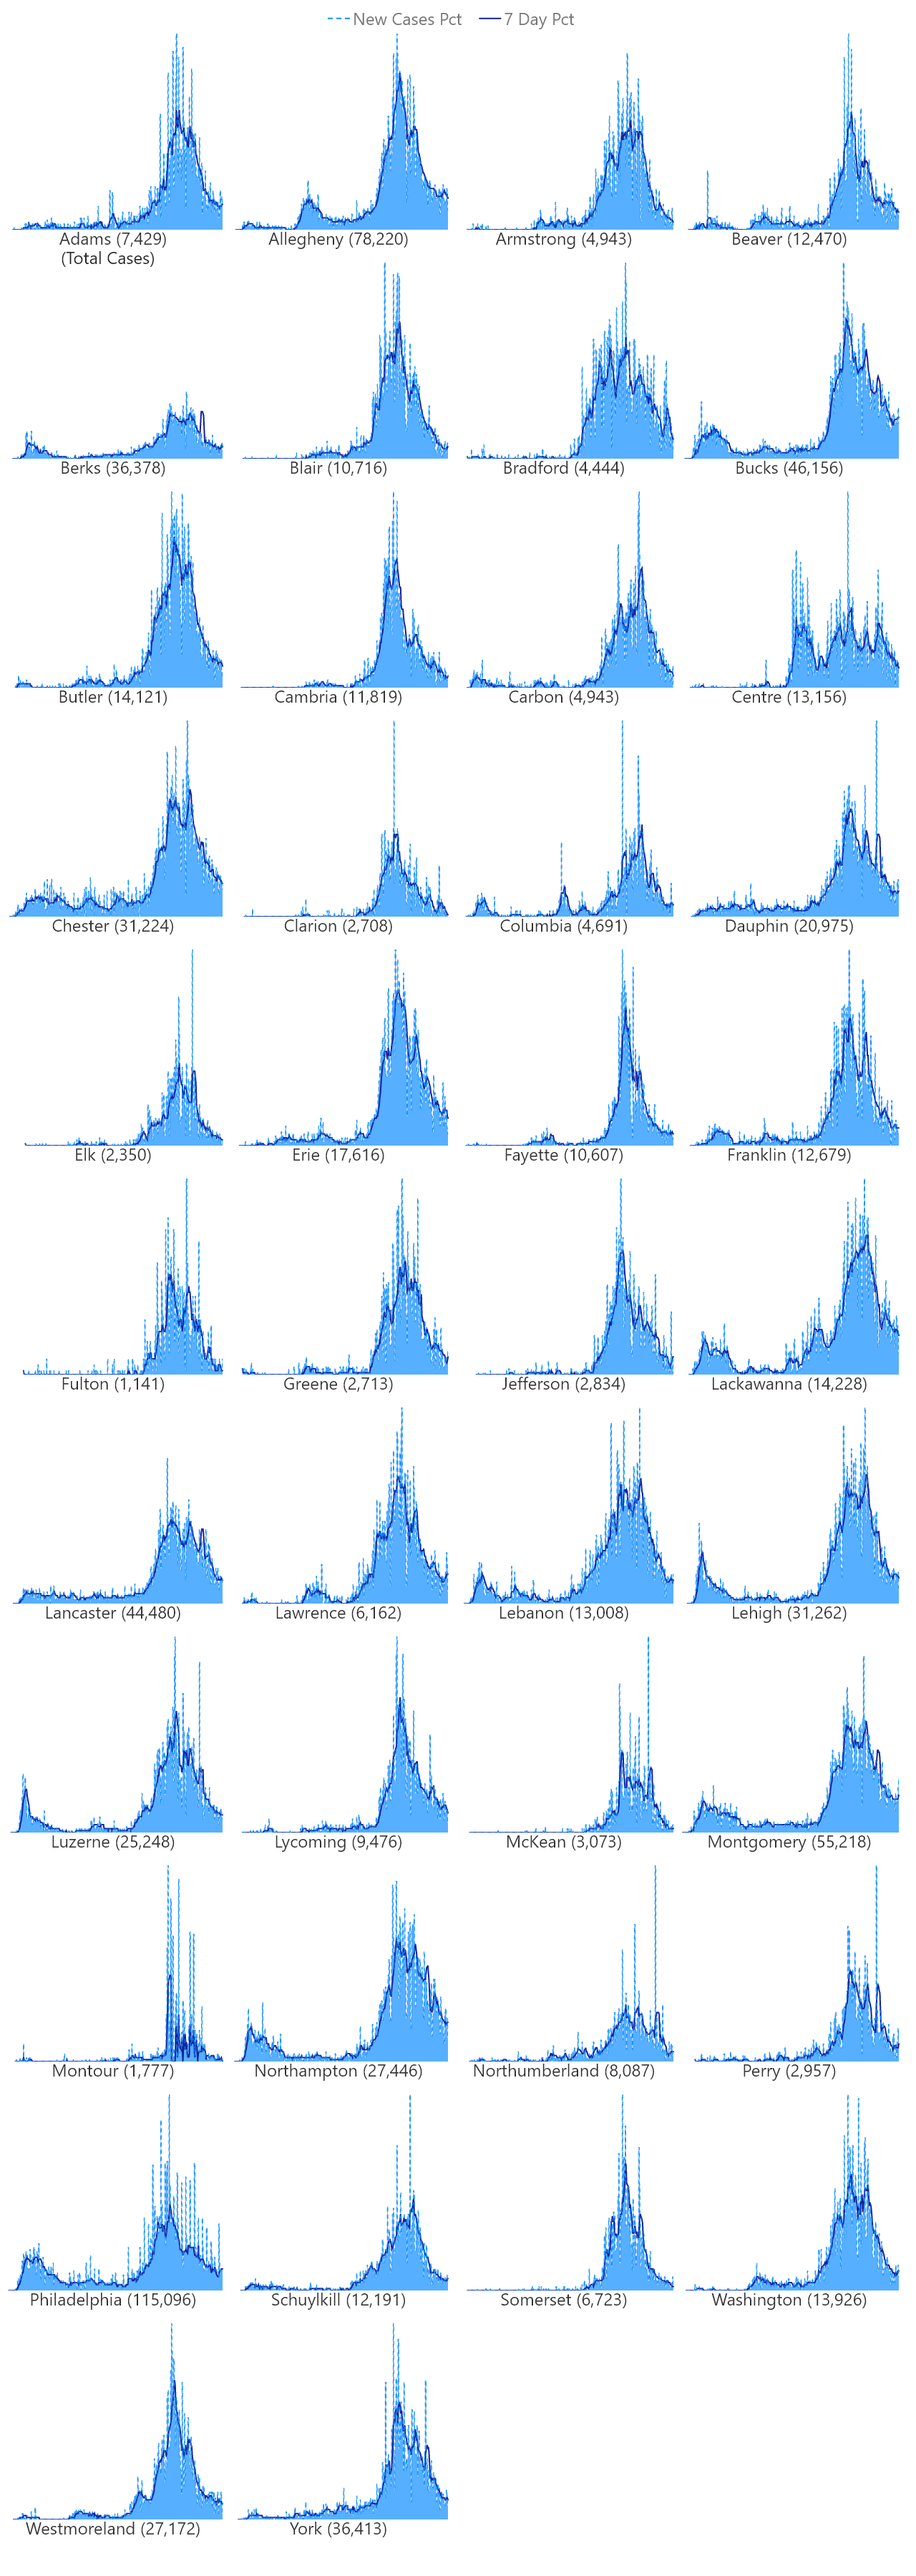 New Cases Pct 7 Day Pct
Adams (7,429) Allegheny (78,220) Armstrong (4,943) Beaver (12,470)
(Total Cases)
Berks (36,378) Blair (10,716) Bradford (4,444) Bucks (46,156)
Butler (14,121) Cambria (11,819) Carbon (4,943) Centre (13,156)
Chester (31,224) Clarion (2,708) Columbia (4,691) Dauphin (20,975)
Elk (2,350) Erie (17,616) Fayette (10,607) Franklin (12,679)
Fulton (1,141) Greene (2,713) Jefferson (2,834) Lackawanna (14,228)
Lancaster (44,480) Lawrence (6,162) Lebanon (13,008) Lehigh (31,262)
Luzerne (25,248) Lycoming (9,476) McKean (3,073) Montgomery (55,218)
Montour (1,777) Northampton (27,446) Northumberland (8,087) Perry (2,957)
Philadelphia (115,096) Schuylkill (12,191) Somerset (6,723) Washington (13,926)
Westmoreland (27,172) York (36,413)